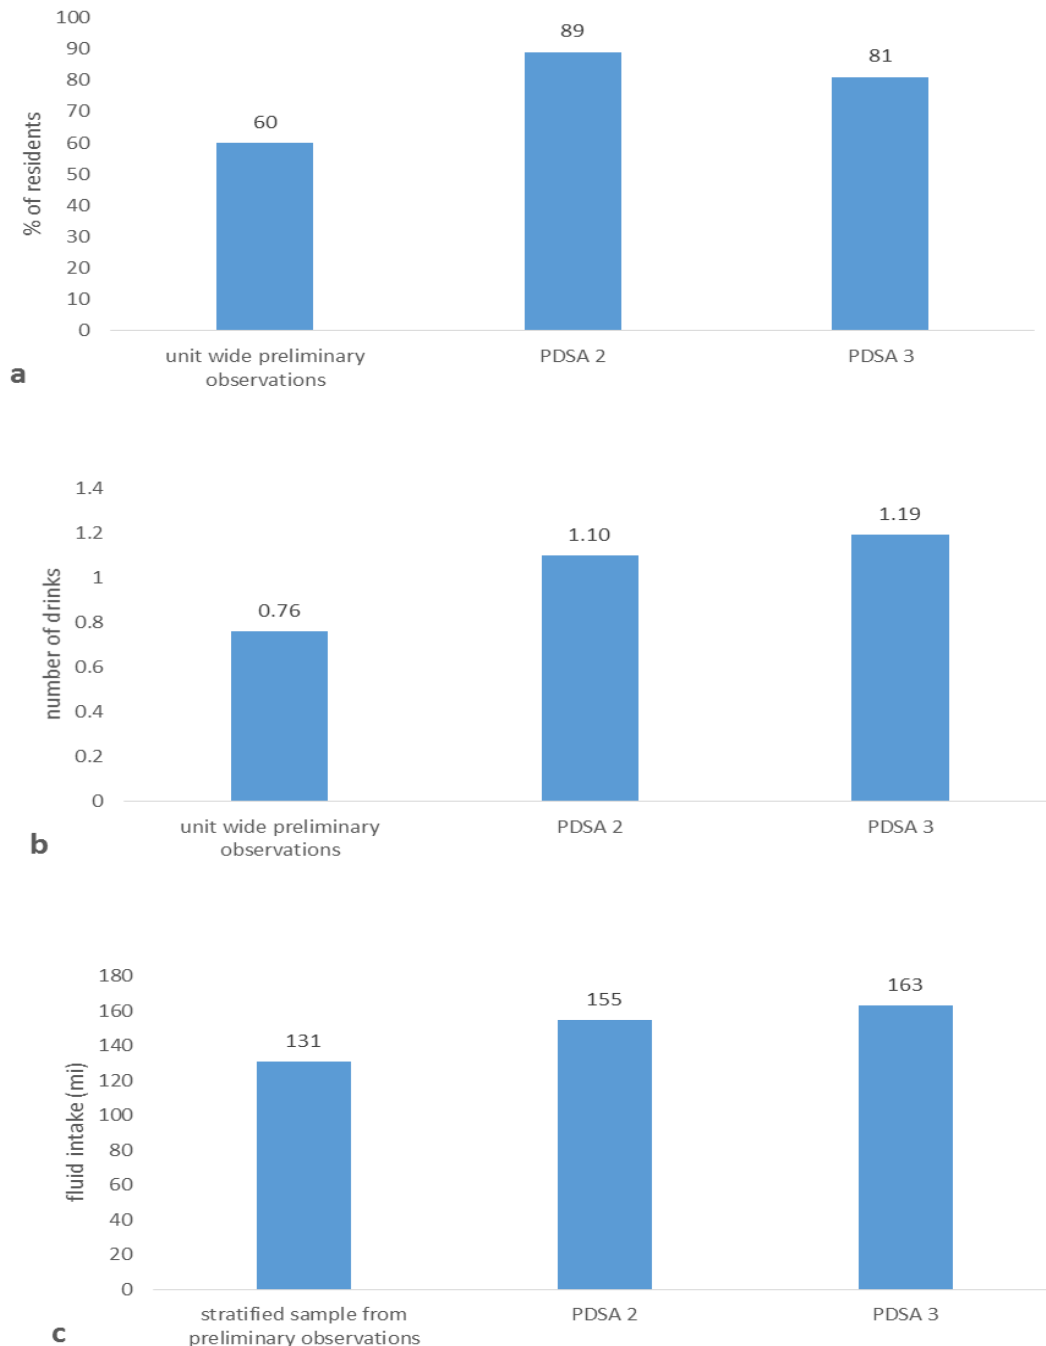 100
90
80
70
60
50
40
30
20
10
0
% of residents
60
89
81
unit wide preliminary
observations
PDSA 2
PDSA 3
a
1.4
1.2
1
0.8
0.6
0.4
0.2
0
number of drinks
0.76
1.10
1.19
unit wide preliminary
observations
PDSA 2
PDSA 3
b
180
160
140
120
100
80
60
40
20
0
fluid intake (mi)
131
155
163
stratified sample from
preliminary observations
PDSA 2
PDSA 3
c